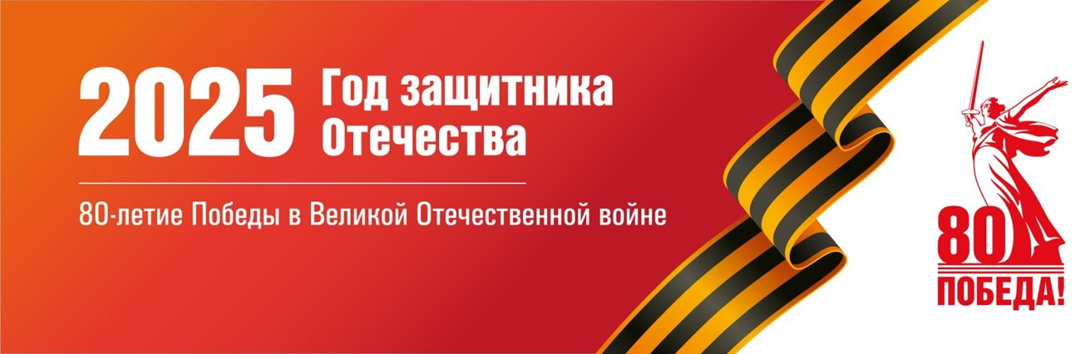 2025
Год защитника
Отечества
80-летие Победы в Великой Отечественной войне
80
ПОБЕДА!